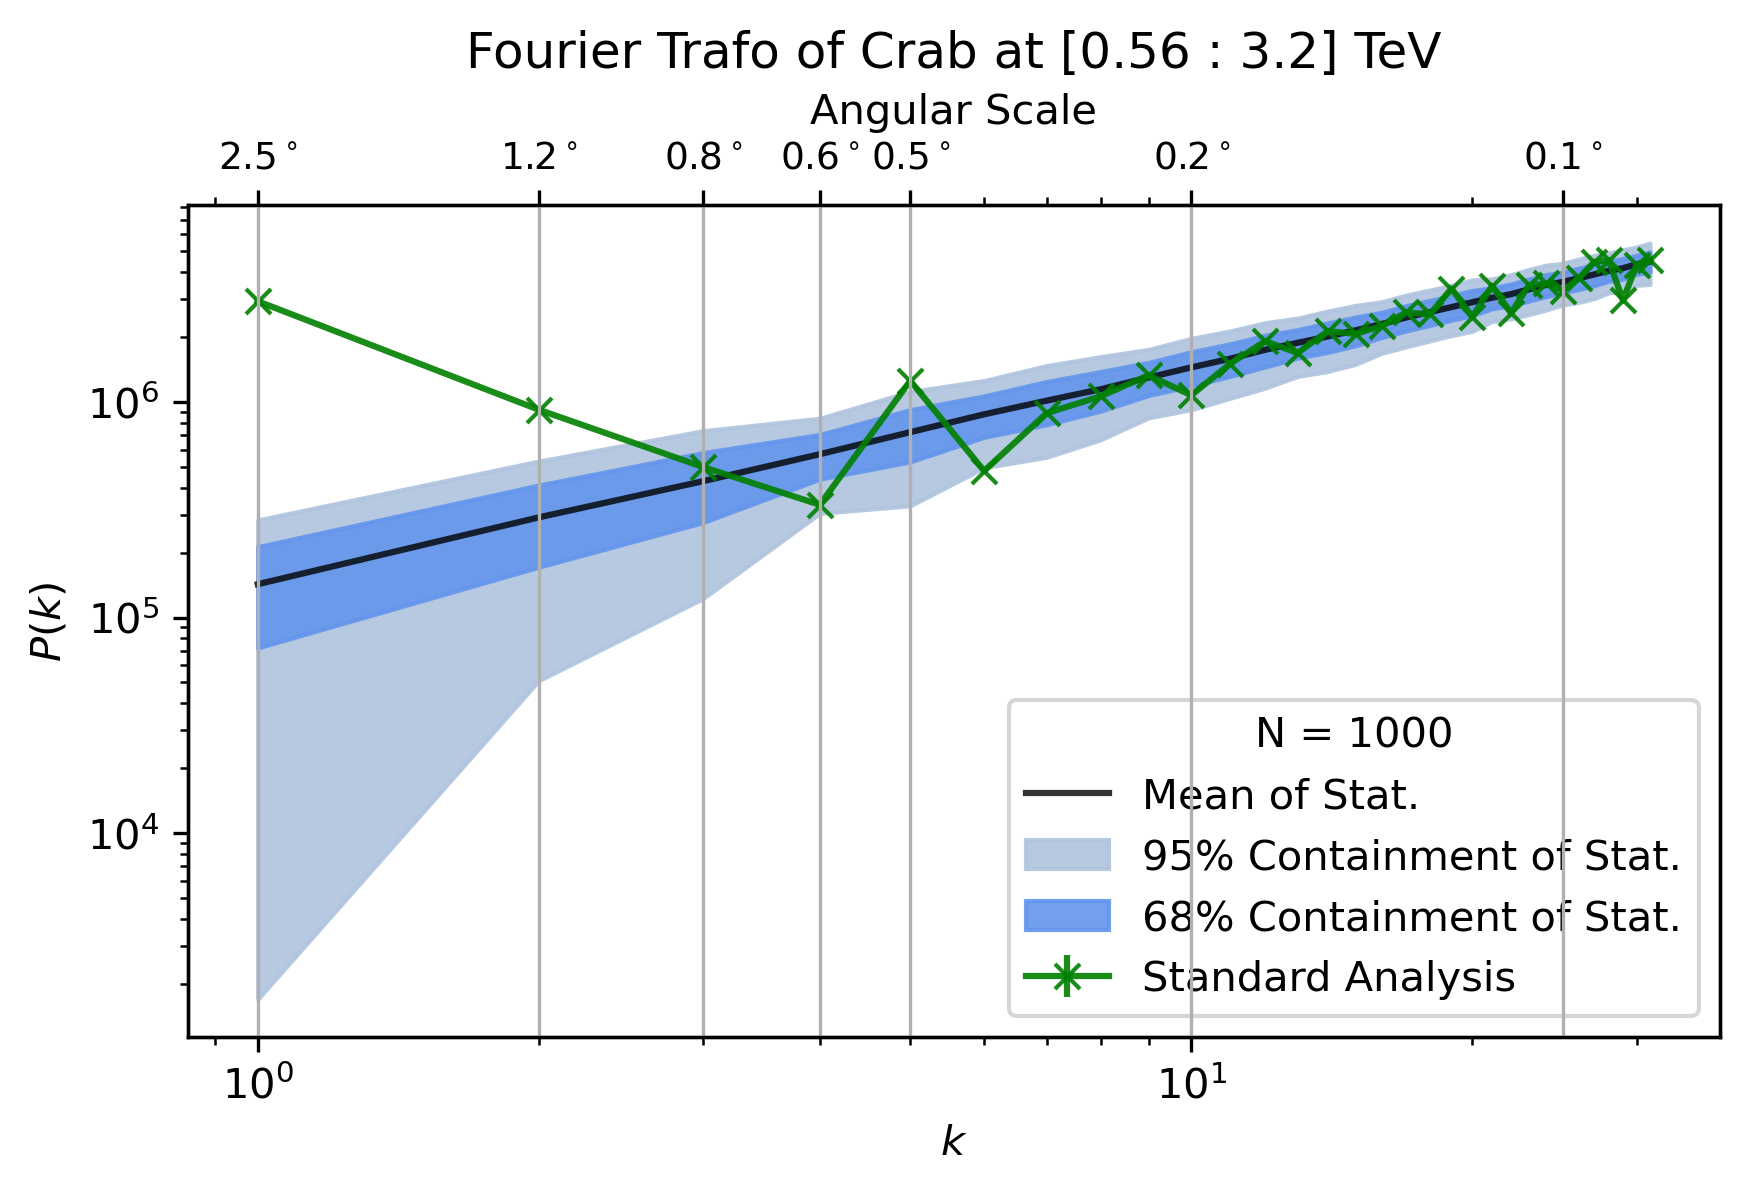 Fourier Trafo of Crab at [0.56 : 3.2] TeV
Angular Scale
2.5° 1.2° 0.8° 0.6° 0.5° 0.2° 0.1°
10⁶
10⁵
10⁴
P(k)
N = 1000
Mean of Stat.
95% Containment of Stat.
68% Containment of Stat.
Standard Analysis
10⁰ 10¹
k